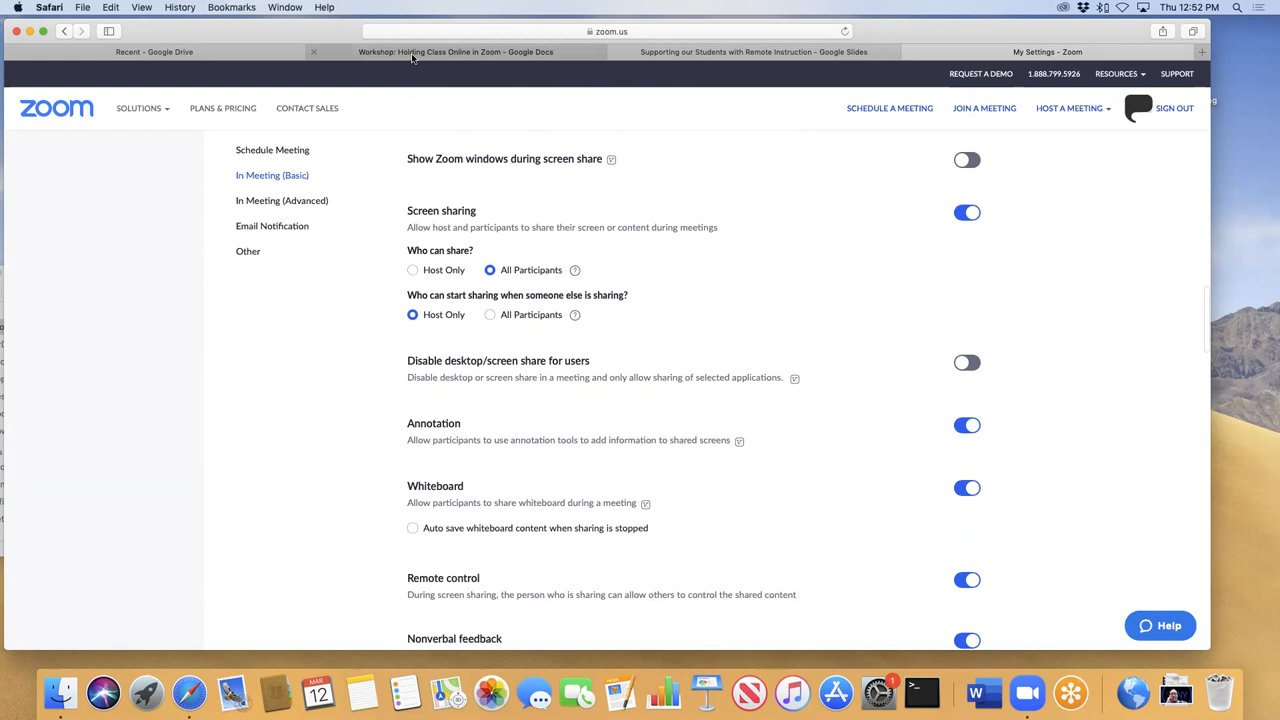 Safari File Edit View History Bookmarks Window Help Thu 12:52 PM
zoom.us
Recent - Google Drive Workshop: Holding Class Online in Zoom - Google Docs Supporting our Students with Remote Instruction - Google Slides My Settings - Zoom
REQUEST A DEMO 1.888.799.5926 RESOURCES SUPPORT
zoom SOLUTIONS PLANS & PRICING CONTACT SALES SCHEDULE A MEETING JOIN A MEETING HOST A MEETING SIGN OUT
Schedule Meeting
In Meeting (Basic)
In Meeting (Advanced)
Email Notification
Other
Show Zoom windows during screen share
Screen sharing
Allow host and participants to share their screen or content during meetings
Who can share?
Host Only All Participants
Who can start sharing when someone else is sharing?
Host Only All Participants
Disable desktop/screen share for users
Disable desktop or screen share in a meeting and only allow sharing of selected applications.
Annotation
Allow participants to use annotation tools to add information to shared screens
Whiteboard
Allow participants to share whiteboard during a meeting
Auto save whiteboard content when sharing is stopped
Remote control
During screen sharing, the person who is sharing can allow others to control the shared content
Nonverbal feedback
Help
MAR
12
1